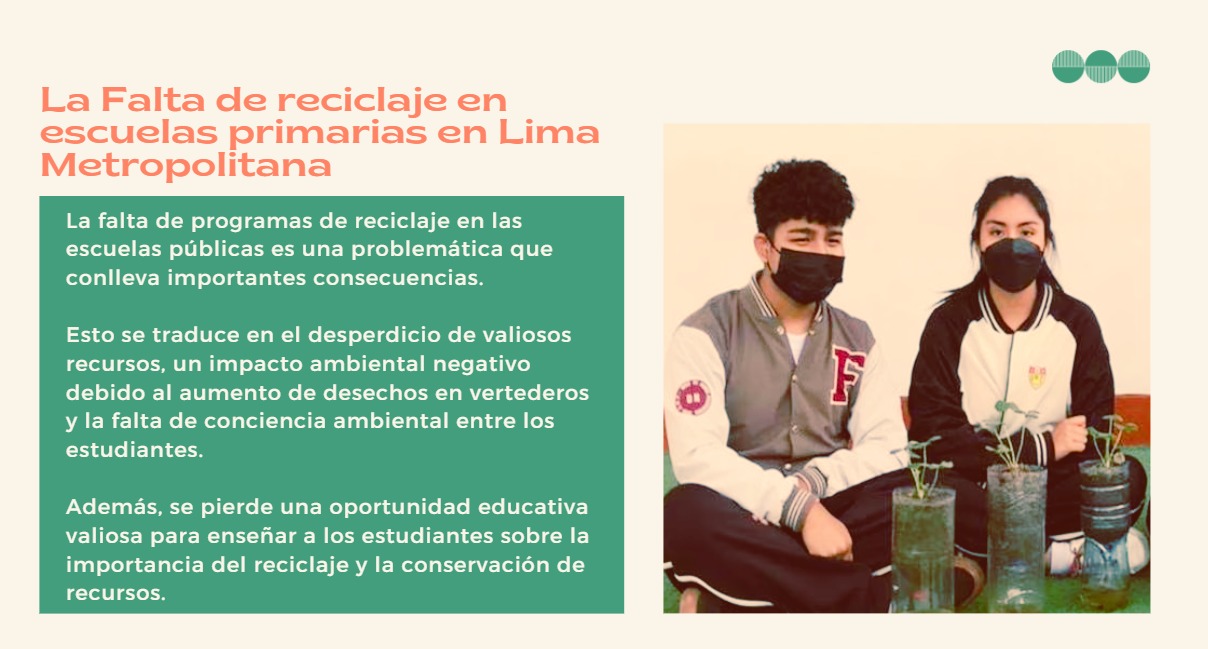 La Falta de reciclaje en
escuelas primarias en Lima
Metropolitana
La falta de programas de reciclaje en las
escuelas públicas es una problemática que
conlleva importantes consecuencias.
Esto se traduce en el desperdicio de valiosos
recursos, un impacto ambiental negativo
debido al aumento de desechos en vertederos
y la falta de conciencia ambiental entre los
estudiantes.
Además, se pierde una oportunidad educativa
valiosa para enseñar a los estudiantes sobre la
importancia del reciclaje y la conservación de
recursos.
F